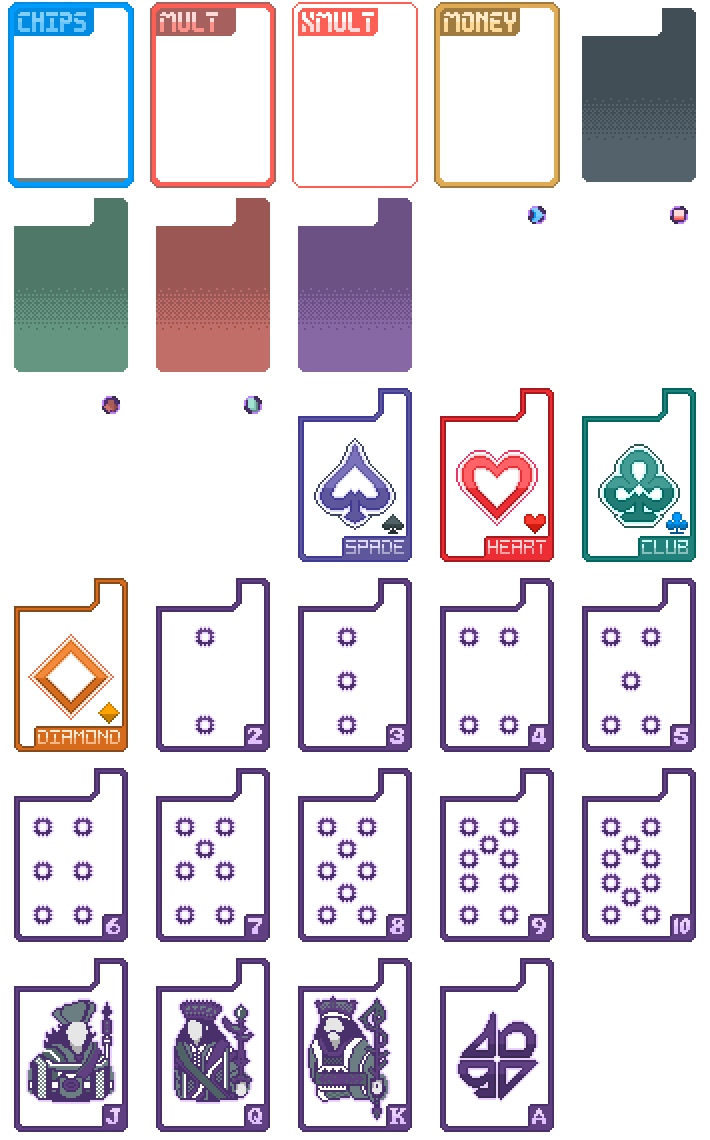 CHIPS MULT XMULT MONEY
SPADE HEART CLUB
DIAMOND 2 3 4 5
6 7 8 9 10
J Q K A